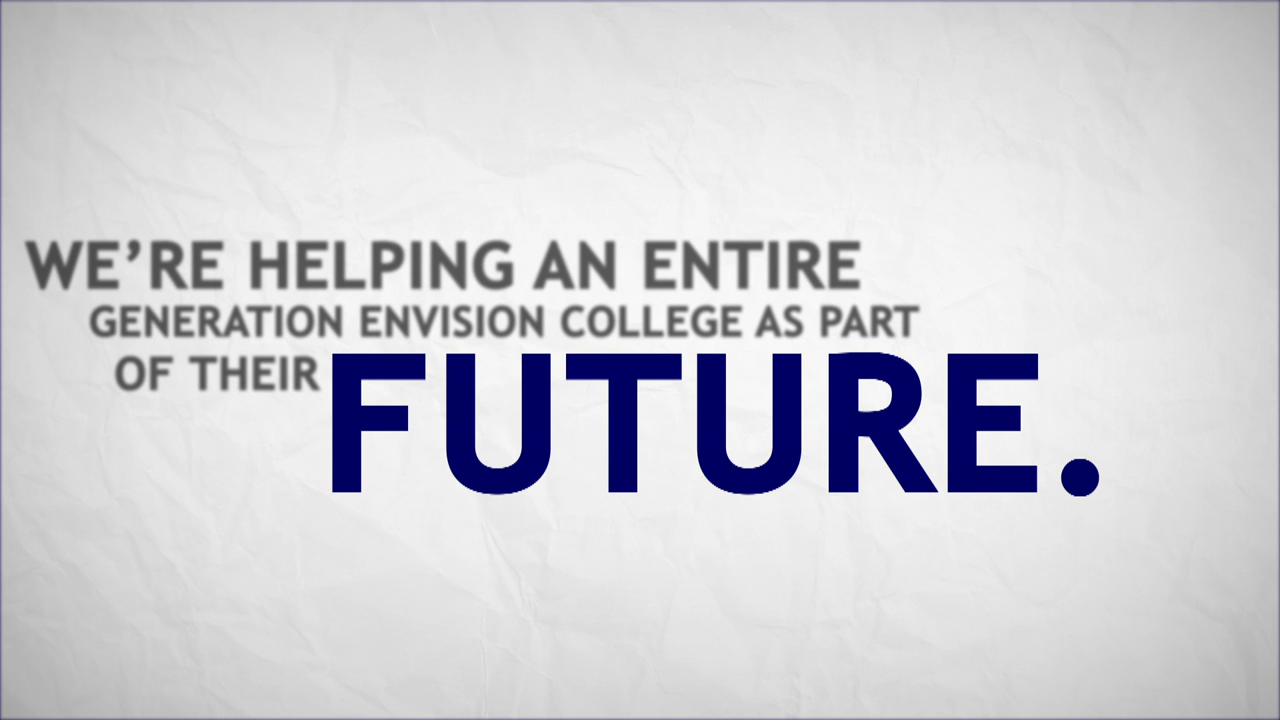 WE’RE HELPING AN ENTIRE
GENERATION ENVISION COLLEGE AS PART
OF THEIR FUTURE.